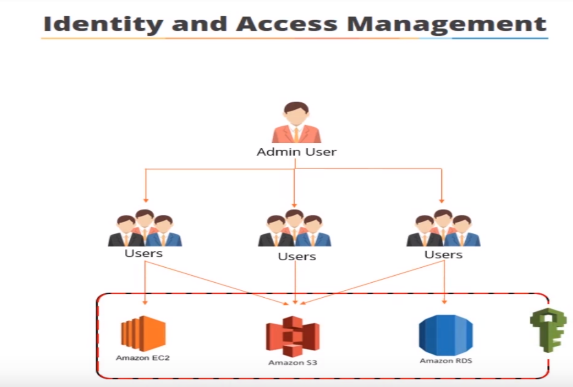 Identity and Access Management
Admin User
Users
Users
Users
Amazon EC2
Amazon S3
Amazon RDS